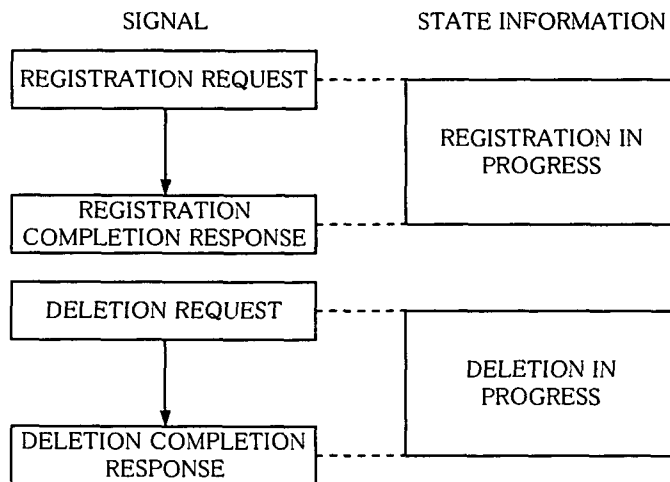 SIGNAL
STATE INFORMATION
REGISTRATION REQUEST
REGISTRATION IN
PROGRESS
REGISTRATION
COMPLETION RESPONSE
DELETION REQUEST
DELETION IN
PROGRESS
DELETION COMPLETION
RESPONSE